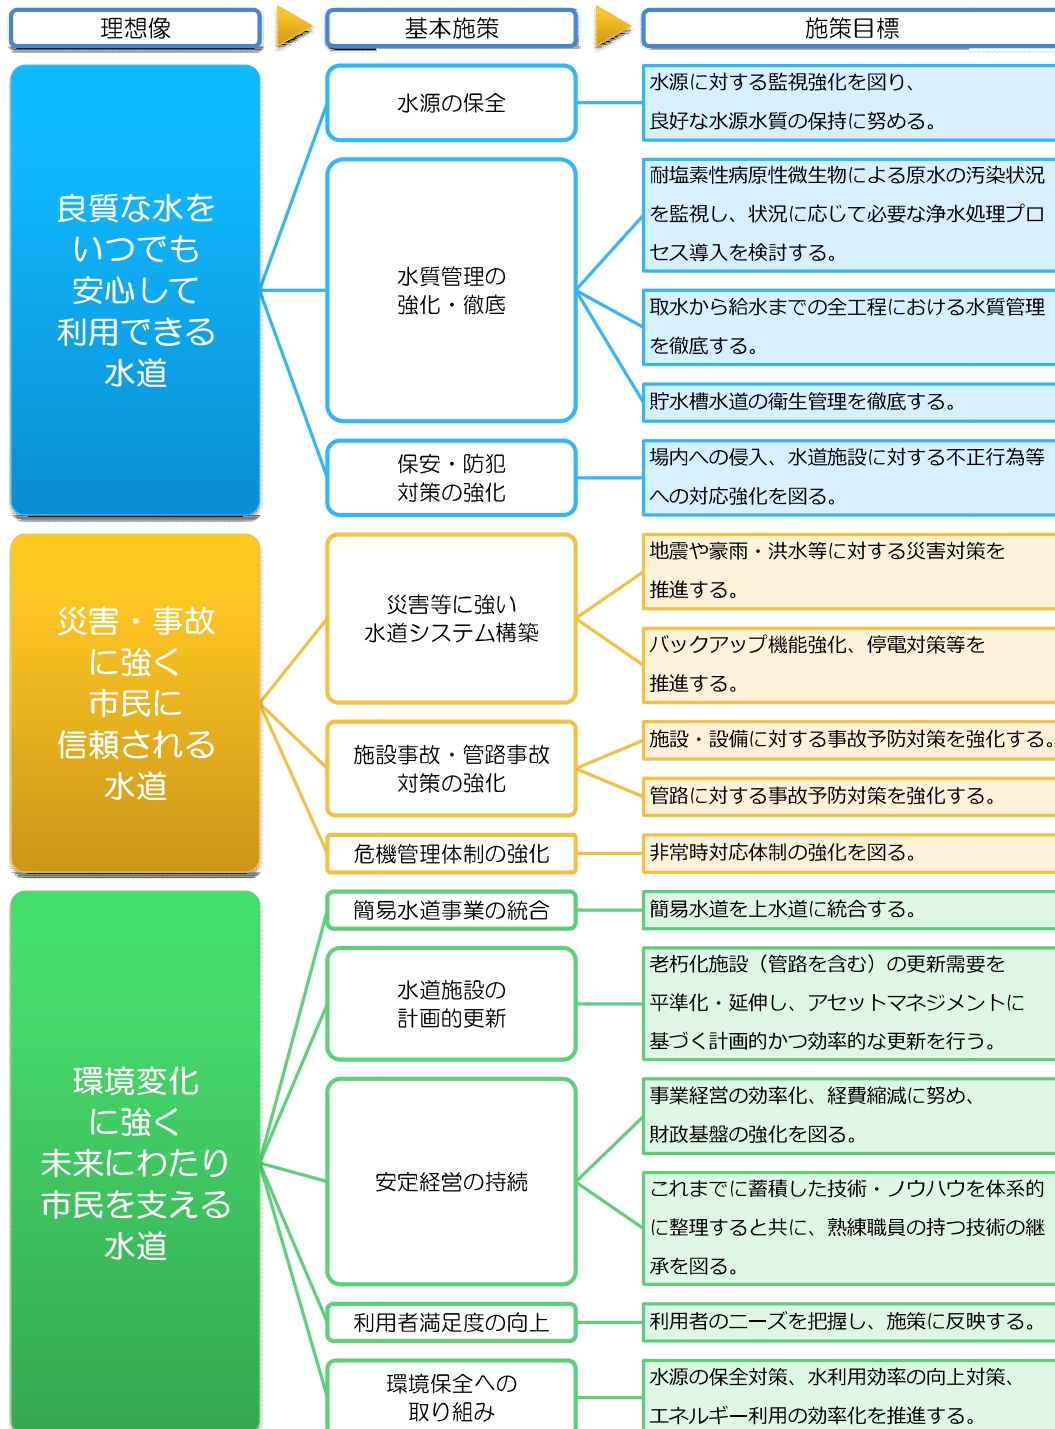 理想像
基本施策
施策目標
良質な水を
いつでも
安心して
利用できる
水道
水源の保全
水源に対する監視強化を図り、
良好な水源水質の保持に努める。
水質管理の
強化・徹底
耐塩素性病原性微生物による原水の汚染状況
を監視し、状況に応じて必要な浄水処理プロ
セス導入を検討する。
取水から給水までの全工程における水質管理
を徹底する。
貯水槽水道の衛生管理を徹底する。
保安・防犯
対策の強化
場内への侵入、水道施設に対する不正行為等
への対応強化を図る。
災害・事故
に強く
市民に
信頼される
水道
災害等に強い
水道システム構築
地震や豪雨・洪水等に対する災害対策を
推進する。
バックアップ機能強化、停電対策等を
推進する。
施設事故・管路事故
対策の強化
施設・設備に対する事故予防対策を強化する。
管路に対する事故予防対策を強化する。
危機管理体制の強化
非常時対応体制の強化を図る。
環境変化
に強く
未来にわたり
市民を支える
水道
簡易水道事業の統合
簡易水道を上水道に統合する。
水道施設の
計画的更新
老朽化施設（管路を含む）の更新需要を
平準化・延伸し、アセットマネジメントに
基づく計画的かつ効率的な更新を行う。
安定経営の持続
事業経営の効率化、経費縮減に努め、
財政基盤の強化を図る。
これまでに蓄積した技術・ノウハウを体系的
に整理すると共に、熟練職員の持つ技術の継
承を図る。
利用者満足度の向上
利用者のニーズを把握し、施策に反映する。
環境保全への
取り組み
水源の保全対策、水利用効率の向上対策、
エネルギー利用の効率化を推進する。